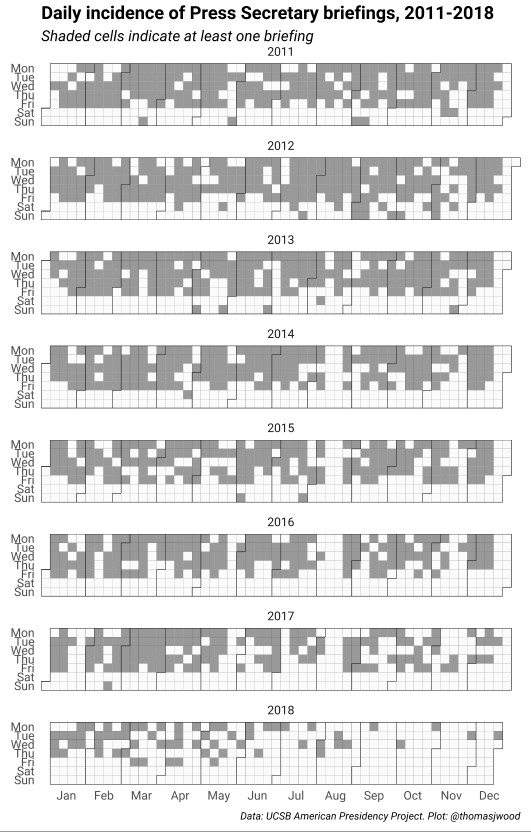 Daily incidence of Press Secretary briefings, 2011-2018
Shaded cells indicate at least one briefing
2011
Mon
Tue
Wed
Thu
Fri
Sat
Sun
2012
Mon
Tue
Wed
Thu
Fri
Sat
Sun
2013
Mon
Tue
Wed
Thu
Fri
Sat
Sun
2014
Mon
Tue
Wed
Thu
Fri
Sat
Sun
2015
Mon
Tue
Wed
Thu
Fri
Sat
Sun
2016
Mon
Tue
Wed
Thu
Fri
Sat
Sun
2017
Mon
Tue
Wed
Thu
Fri
Sat
Sun
2018
Mon
Tue
Wed
Thu
Fri
Sat
Sun
Jan Feb Mar Apr May Jun Jul Aug Sep Oct Nov Dec
Data: UCSB American Presidency Project. Plot: @thomasjwood